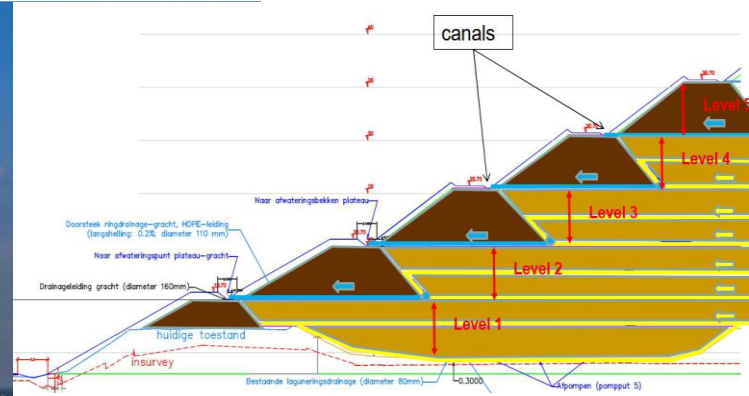 canals
Level 5
Level 4
Level 3
Level 2
Level 1
Naar afwateringsbekken plateau
Doorsteek ringdrainage-gracht, HDPE-leiding
(langshelling: 0.2%; diameter 110 mm)
Naar afwateringspunt plateau-gracht
Drainageleiding gracht (diameter 160mm)
huidige toestand
insurvey
Bestaande laguneringsdrainage (diameter 80mm)
0.3000
Afpompen (pompput 5)